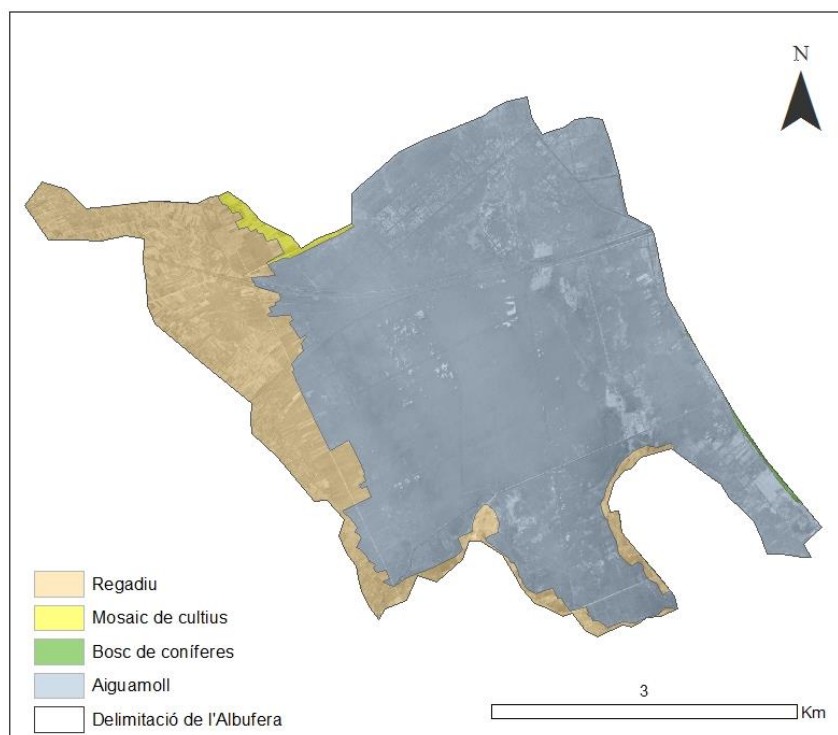 N
Regadiu
Mosaic de cultius
Bosc de coníferes
Aiguamoll
Delimitació de l'Albufera
3
Km